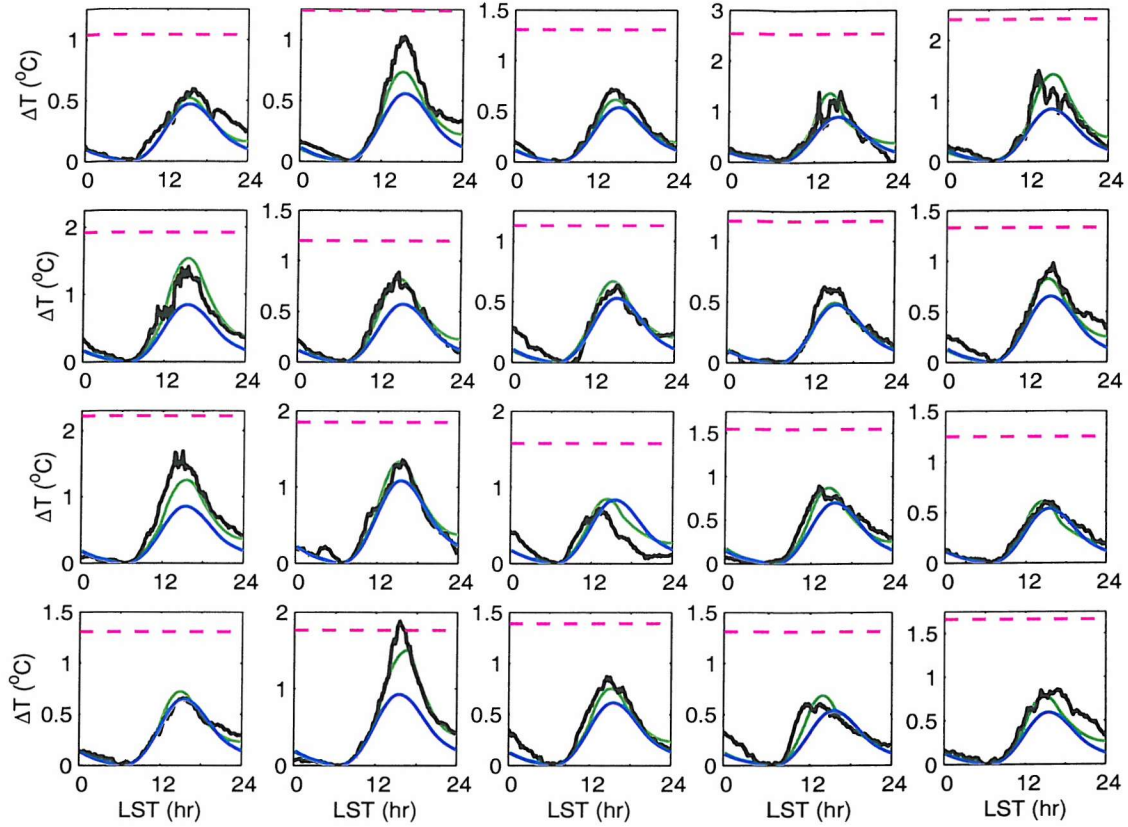 1.5 3
1 1 1 2 2
ΔT (°C)
0.5 0.5 0.5 1 1
0 0 0 0 0
0 12 24 0 12 24 0 12 24 0 12 24 0 12 24
2 1.5 1.5 1 1.5
ΔT (°C)
1 1 1 0.5 1
0.5 0.5 0.5
0 0 0 0 0
0 12 24 0 12 24 0 12 24 0 12 24 0 12 24
2 2 2 1.5 1.5
ΔT (°C)
1 1 1 1 1
0.5 0.5
0 0 0 0 0
0 12 24 0 12 24 0 12 24 0 12 24 0 12 24
1.5 2 1.5 1.5 1.5
ΔT (°C)
1 1 1 1 1
0.5 0.5 0.5 0.5
0 0 0 0 0
0 12 24 0 12 24 0 12 24 0 12 24 0 12 24
LST (hr) LST (hr) LST (hr) LST (hr) LST (hr)